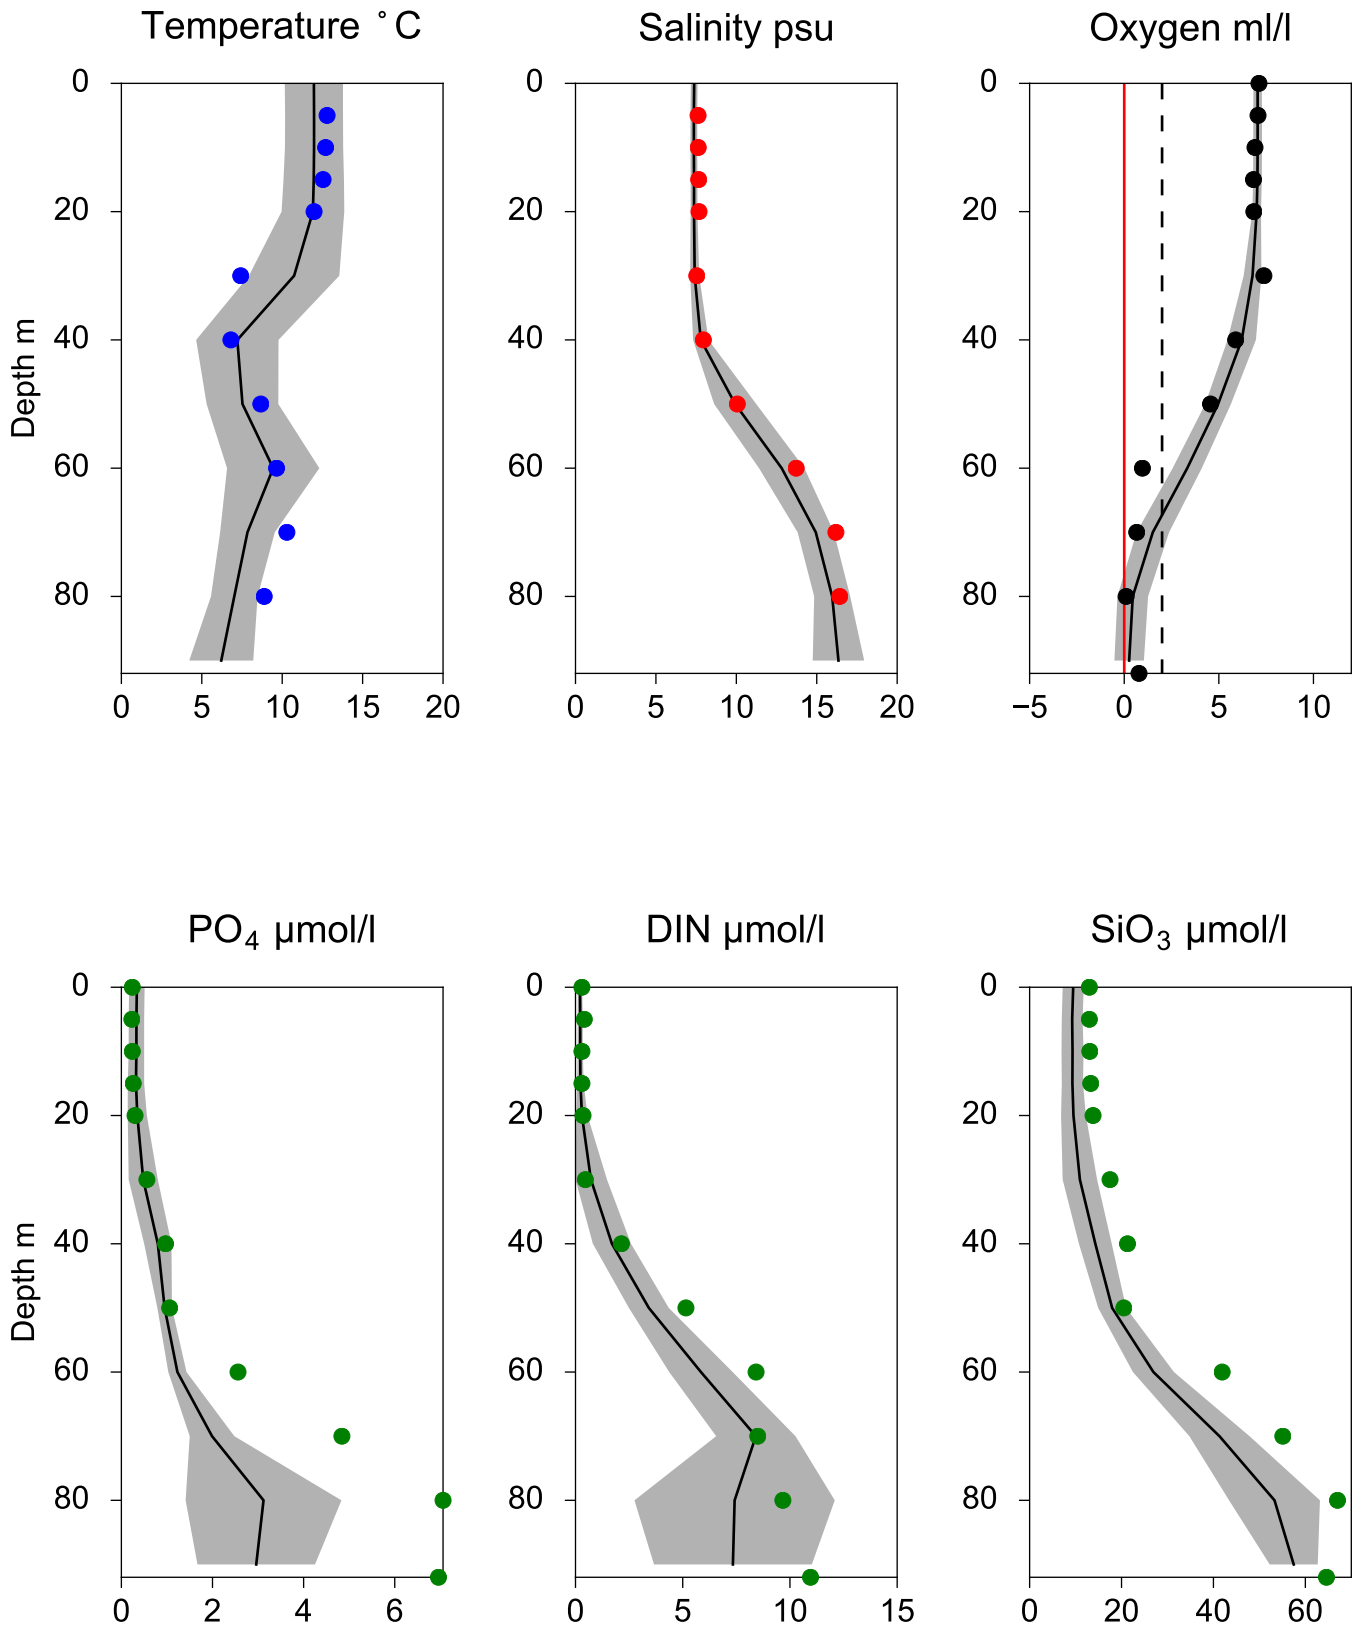 Temperature ˚C
Salinity psu
Oxygen ml/l
0
20
40
60
80
Depth m
0 5 10 15 20
0
20
40
60
80
0 5 10 15 20
0
20
40
60
80
−5 0 5 10
PO4 µmol/l
DIN µmol/l
SiO3 µmol/l
0
20
40
60
80
Depth m
0 2 4 6
0
20
40
60
80
0 5 10 15
0
20
40
60
80
0 20 40 60